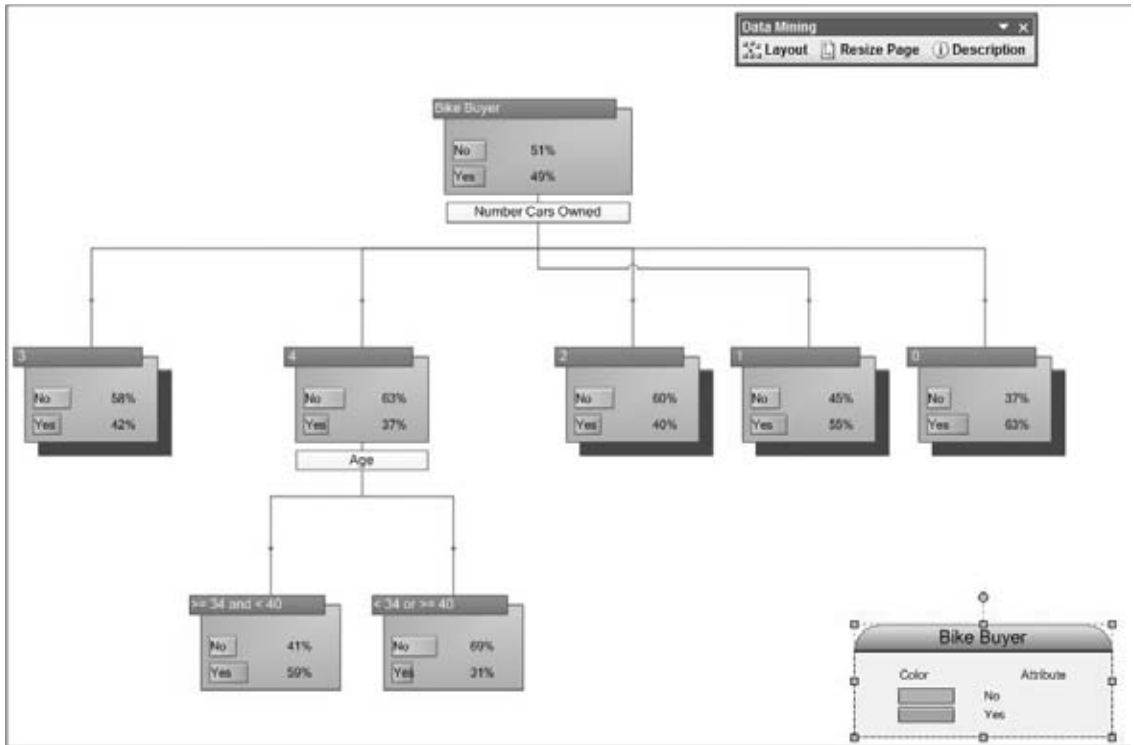 Data Mining
Layout Resize Page Description
Bike Buyer
No 51%
Yes 49%
Number Cars Owned
3
No 58%
Yes 42%
4
No 63%
Yes 37%
Age
2
No 60%
Yes 40%
1
No 45%
Yes 55%
0
No 37%
Yes 63%
>= 34 and < 40
No 41%
Yes 59%
< 34 or >= 40
No 69%
Yes 31%
Bike Buyer
Color Attribute
No
Yes